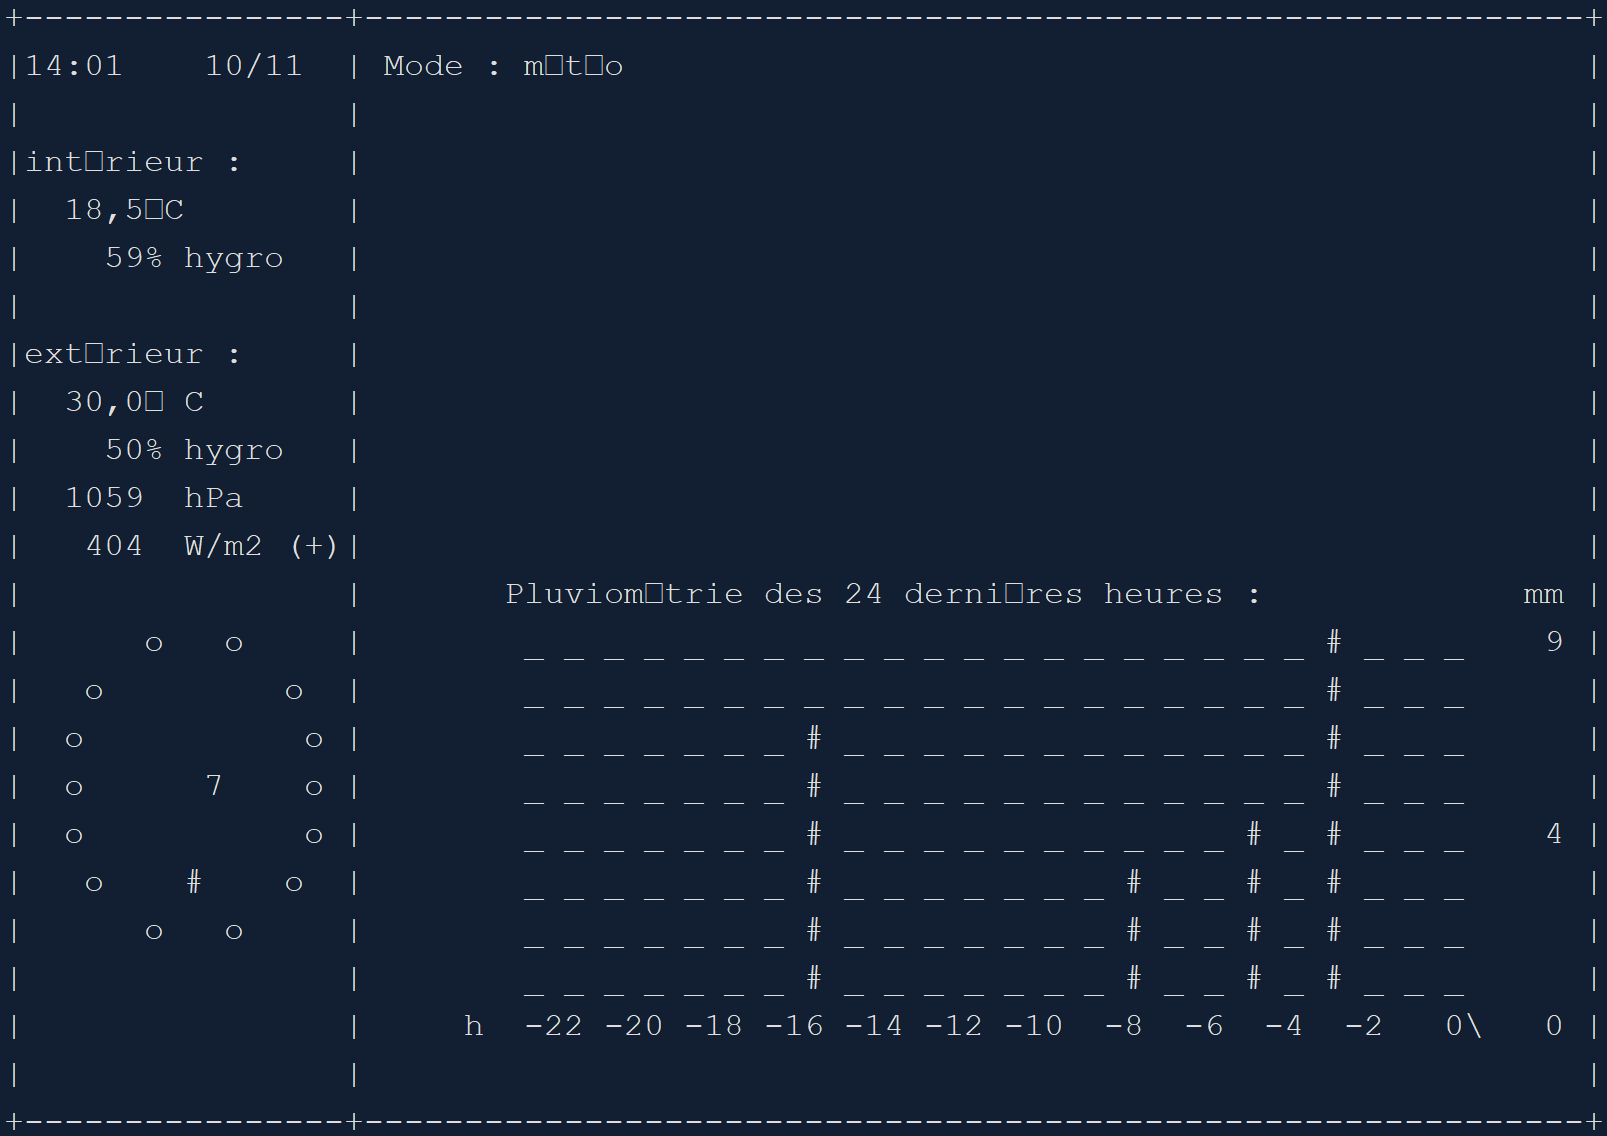 +----------------+-------------------------------------------------------------+
|14:01    10/11  | Mode : m□t□o                                                |
|                |                                                             |
|int□rieur :     |                                                             |
|  18,5□C        |                                                             |
|    59% hygro   |                                                             |
|                |                                                             |
|ext□rieur :     |                                                             |
|  30,0□ C       |                                                             |
|    50% hygro   |                                                             |
|  1059  hPa     |                                                             |
|   404  W/m2 (+)|                                                             |
|                |       Pluviom□trie des 24 derni□res heures :             mm |
|      o   o     |        _ _ _ _ _ _ _ _ _ _ _ _ _ _ _ _ _ _ _ _ # _ _ _    9 |
|   o         o  |        _ _ _ _ _ _ _ _ _ _ _ _ _ _ _ _ _ _ _ _ # _ _ _      |
|  o           o |        _ _ _ _ _ _ _ # _ _ _ _ _ _ _ _ _ _ _ _ # _ _ _      |
|  o      7    o |        _ _ _ _ _ _ _ # _ _ _ _ _ _ _ _ _ _ _ _ # _ _ _      |
|  o           o |        _ _ _ _ _ _ _ # _ _ _ _ _ _ _ _ _ _ # _ # _ _ _    4 |
|   o    #    o  |        _ _ _ _ _ _ _ # _ _ _ _ _ _ _ # _ _ # _ # _ _ _      |
|      o   o     |        _ _ _ _ _ _ _ # _ _ _ _ _ _ _ # _ _ # _ # _ _ _      |
|                |        _ _ _ _ _ _ _ # _ _ _ _ _ _ _ # _ _ # _ # _ _ _      |
|                |     h  -22 -20 -18 -16 -14 -12 -10  -8  -6  -4  -2   0\   0 |
|                |                                                             |
+----------------+-------------------------------------------------------------+